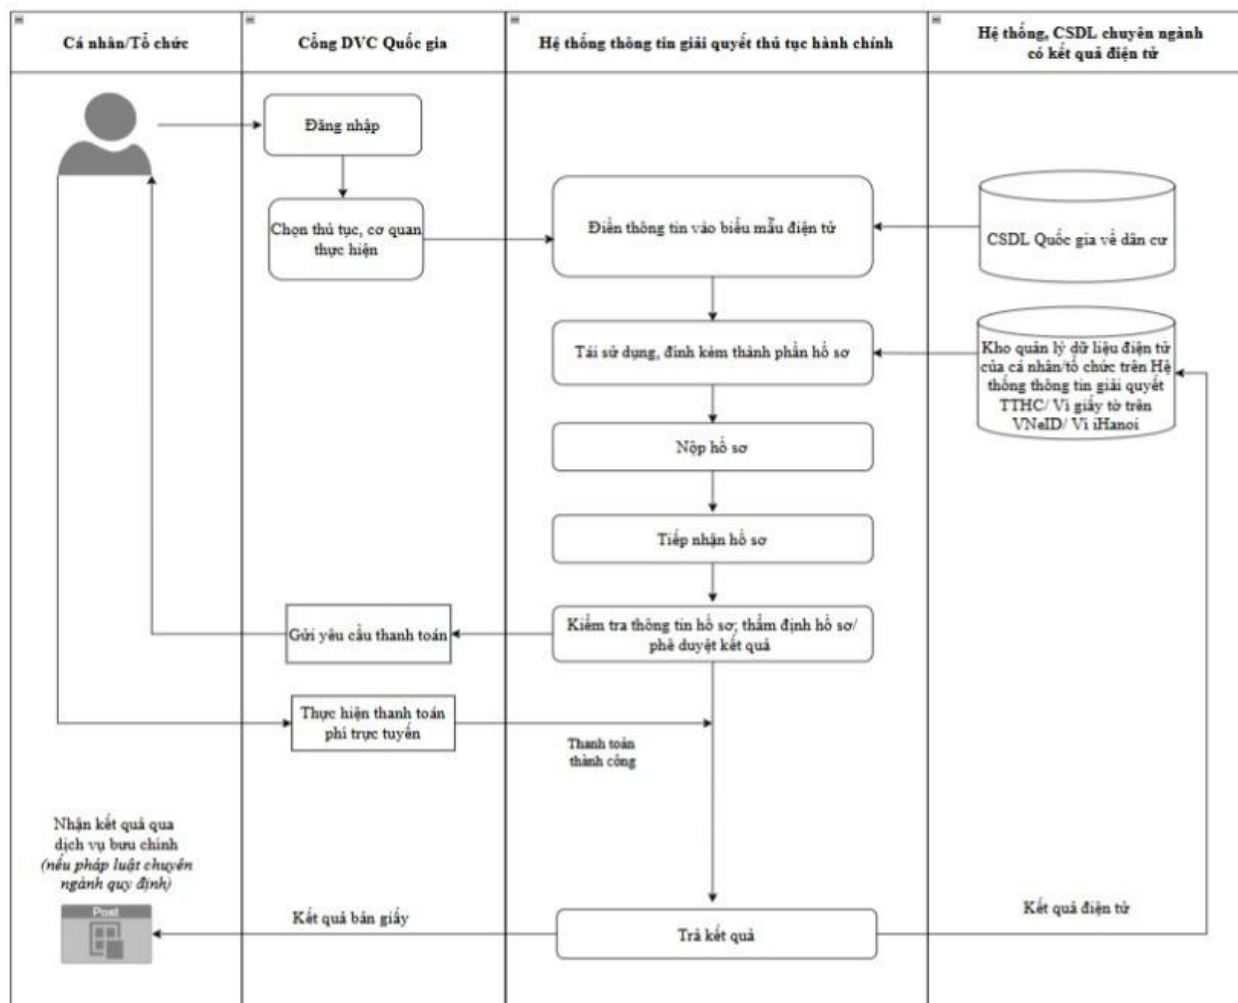 Cá nhân/Tổ chức
Cổng DVC Quốc gia
Hệ thống thông tin giải quyết thủ tục hành chính
Hệ thống, CSDL chuyên ngành
có kết quả điện tử
Đăng nhập
Chọn thủ tục, cơ quan
thực hiện
Điền thông tin vào biểu mẫu điện tử
CSDL Quốc gia về dân cư
Tái sử dụng, đính kèm thành phần hồ sơ
Kho quản lý dữ liệu điện tử
của cá nhân/tổ chức trên Hệ
thống thông tin giải quyết
TTHC/ Ví giấy tờ trên
VNeID/ Ví iHanoi
Nộp hồ sơ
Tiếp nhận hồ sơ
Kiểm tra thông tin hồ sơ; thẩm định hồ sơ/
phê duyệt kết quả
Gửi yêu cầu thanh toán
Thực hiện thanh toán
phí trực tuyến
Thanh toán
thành công
Nhận kết quả qua
dịch vụ bưu chính
(nếu pháp luật chuyên
ngành quy định)
Post
Kết quả bản giấy
Trả kết quả
Kết quả điện tử